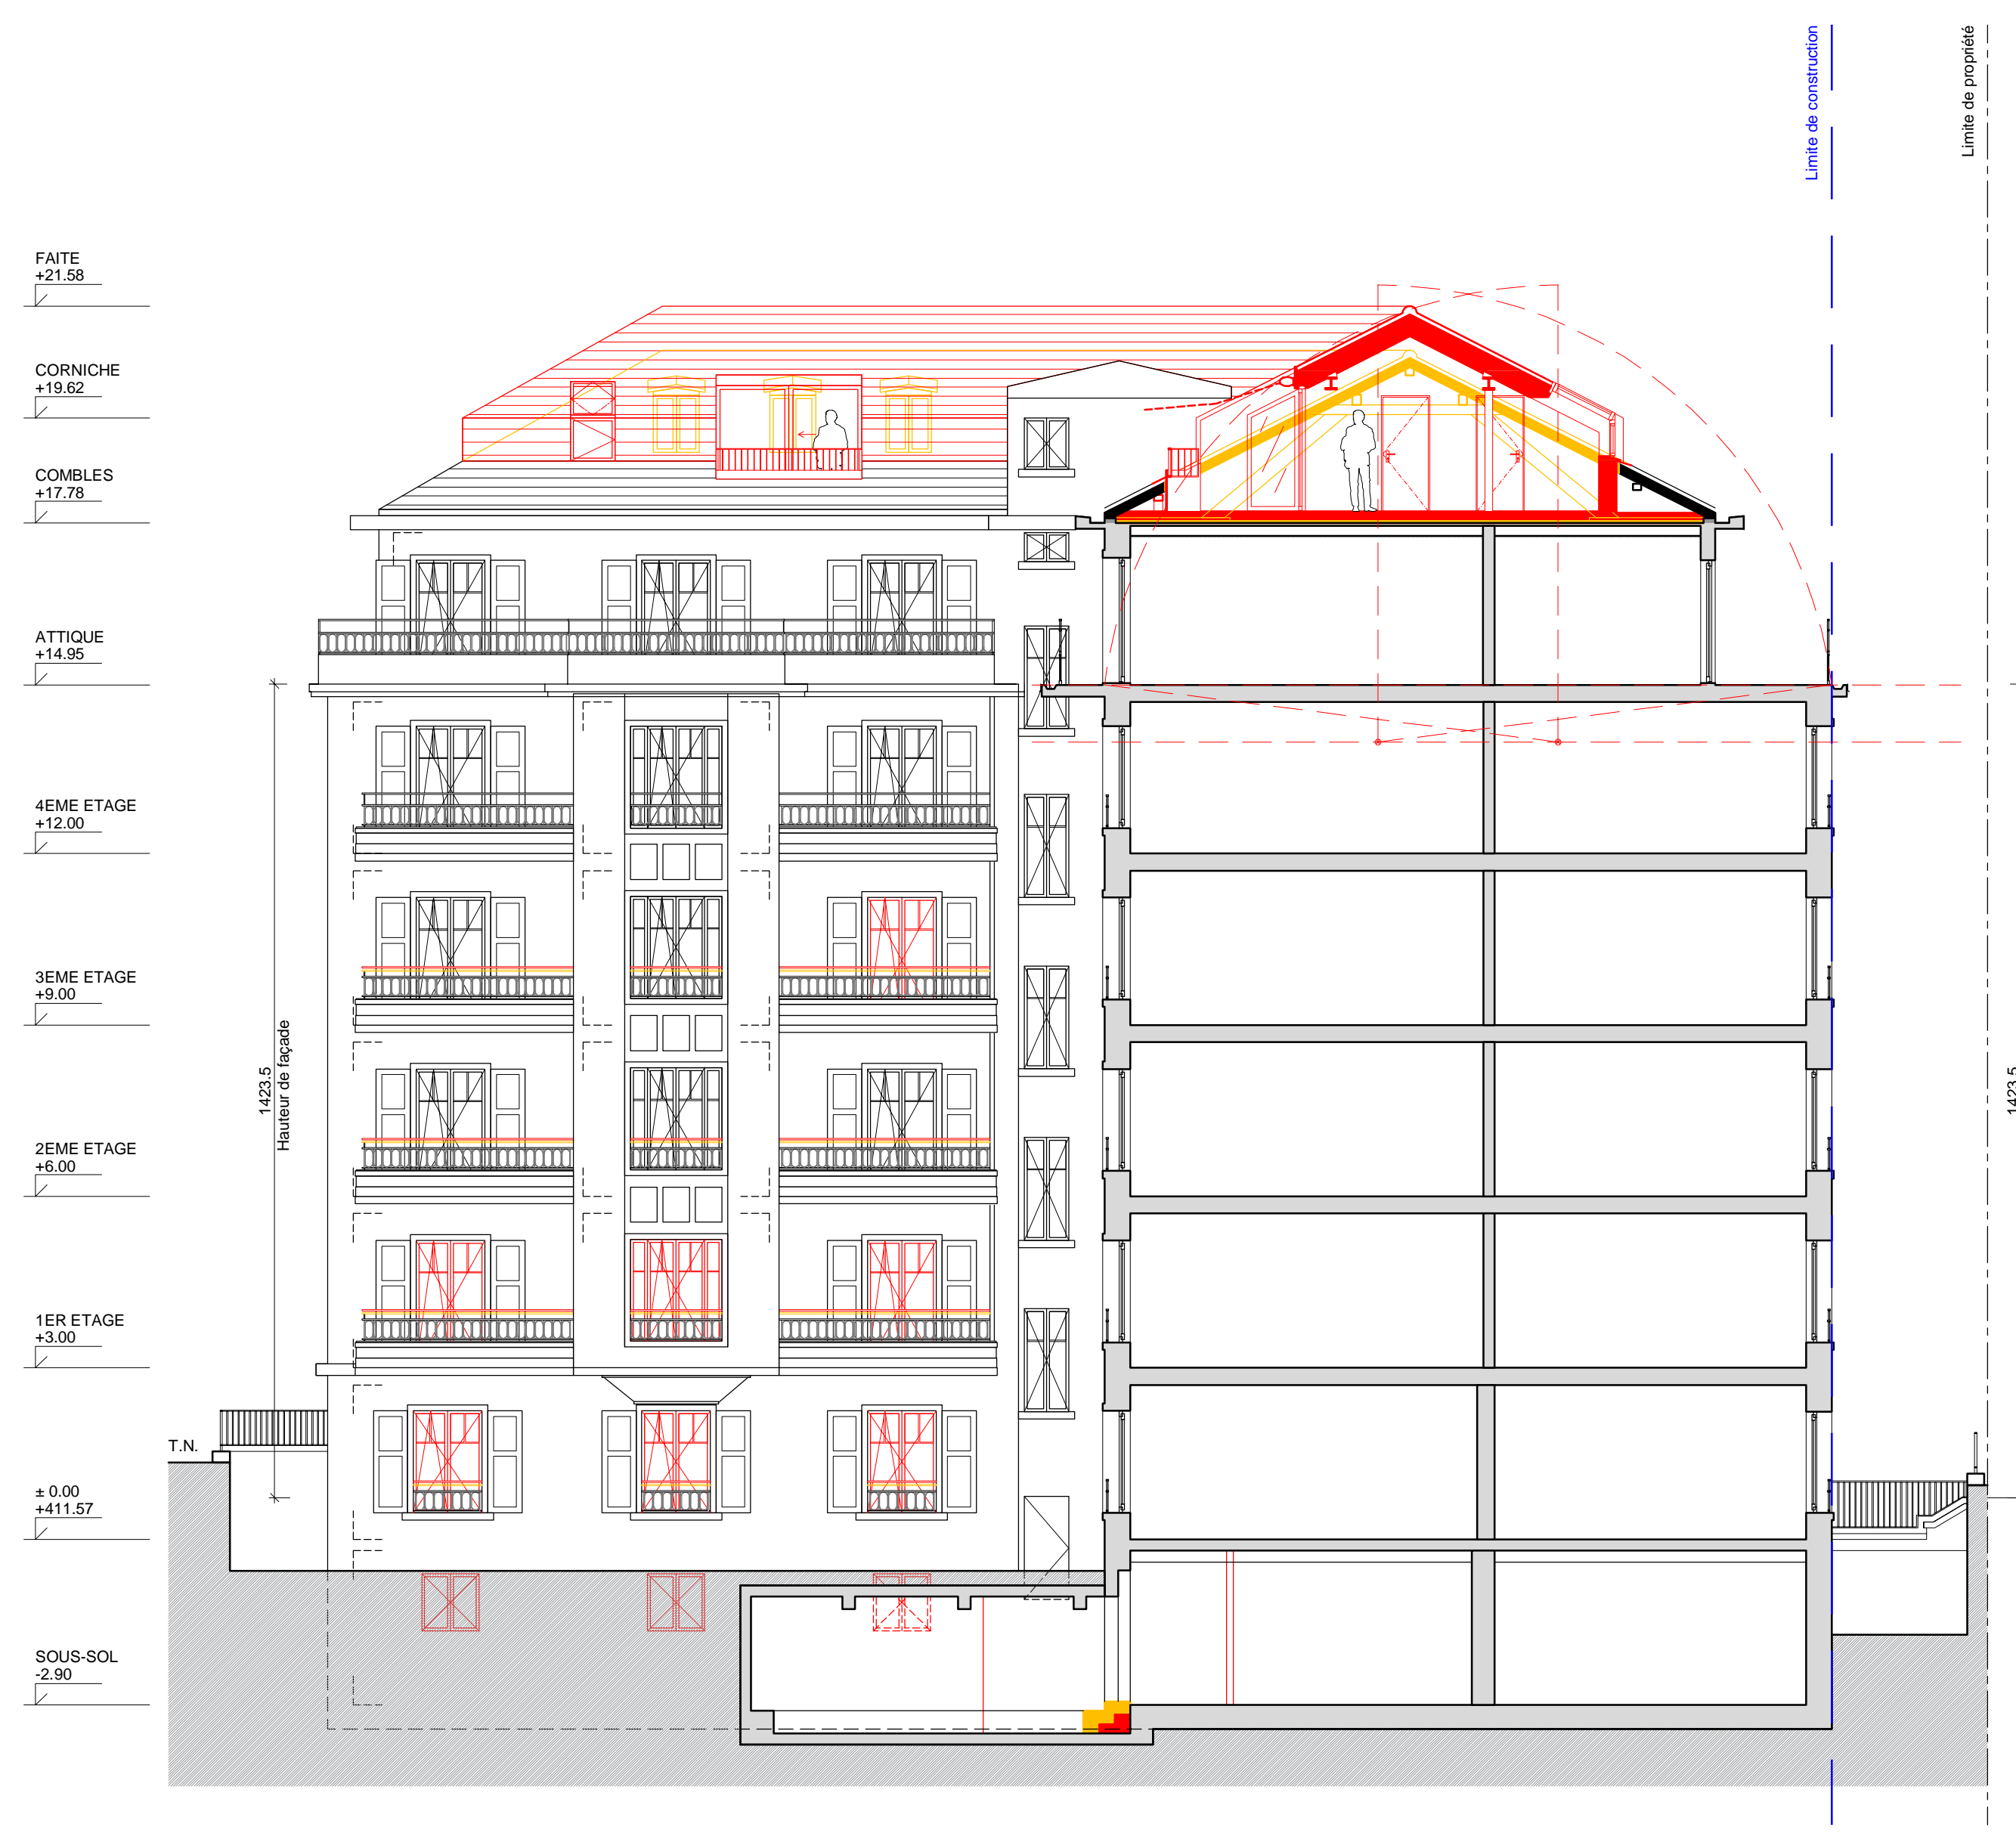 Limite de construction
Limite de propriété
FAITE
+21.58
CORNICHE
+19.62
COMBLES
+17.78
ATTIQUE
+14.95
4EME ETAGE
+12.00
3EME ETAGE
+9.00
1423.5
Hauteur de façade
1423.5
2EME ETAGE
+6.00
1ER ETAGE
+3.00
T.N.
± 0.00
+411.57
SOUS-SOL
-2.90